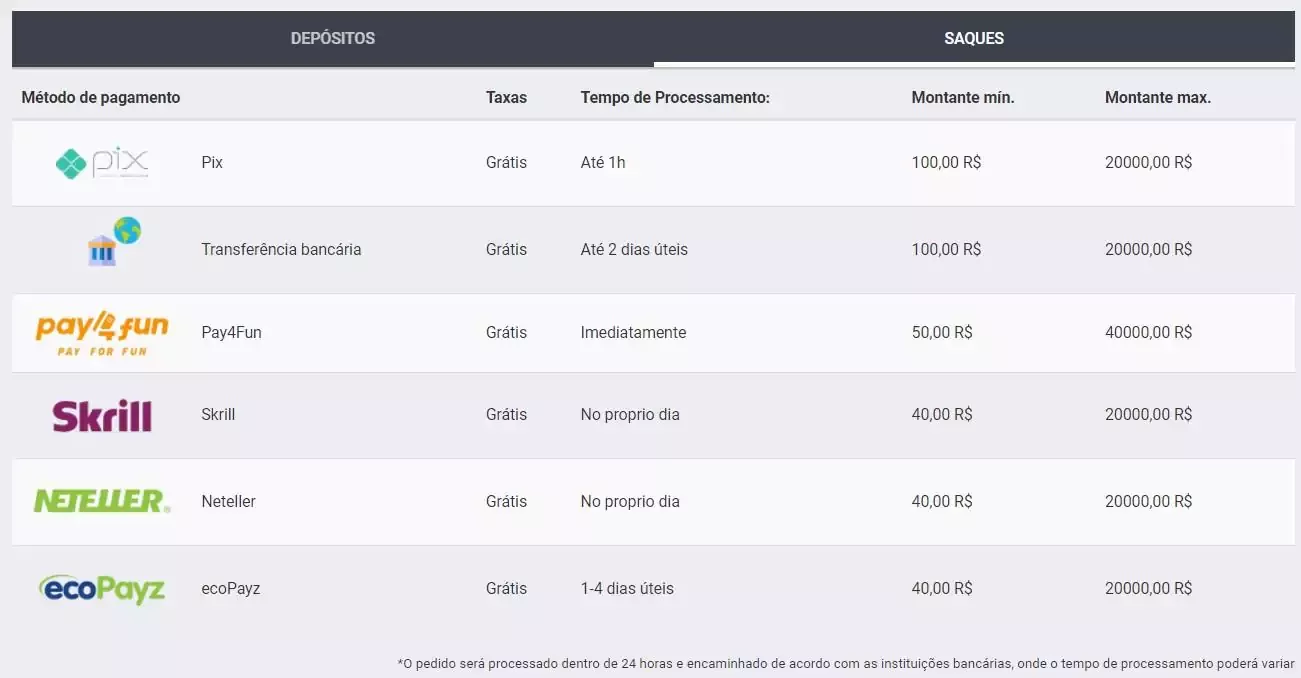 DEPÓSITOS SAQUES
Método de pagamento Taxas Tempo de Processamento: Montante mín. Montante max.
pix Pix Grátis Até 1h 100,00 R$ 20000,00 R$
Transferência bancária Grátis Até 2 dias úteis 100,00 R$ 20000,00 R$
pay4fun Pay4Fun Grátis Imediatamente 50,00 R$ 40000,00 R$
PAY FOR FUN
Skrill Skrill Grátis No proprio dia 40,00 R$ 20000,00 R$
NETELLER Neteller Grátis No proprio dia 40,00 R$ 20000,00 R$
ecoPayz ecoPayz Grátis 1-4 dias úteis 40,00 R$ 20000,00 R$
*O pedido será processado dentro de 24 horas e encaminhado de acordo com as instituições bancárias, onde o tempo de processamento poderá variar